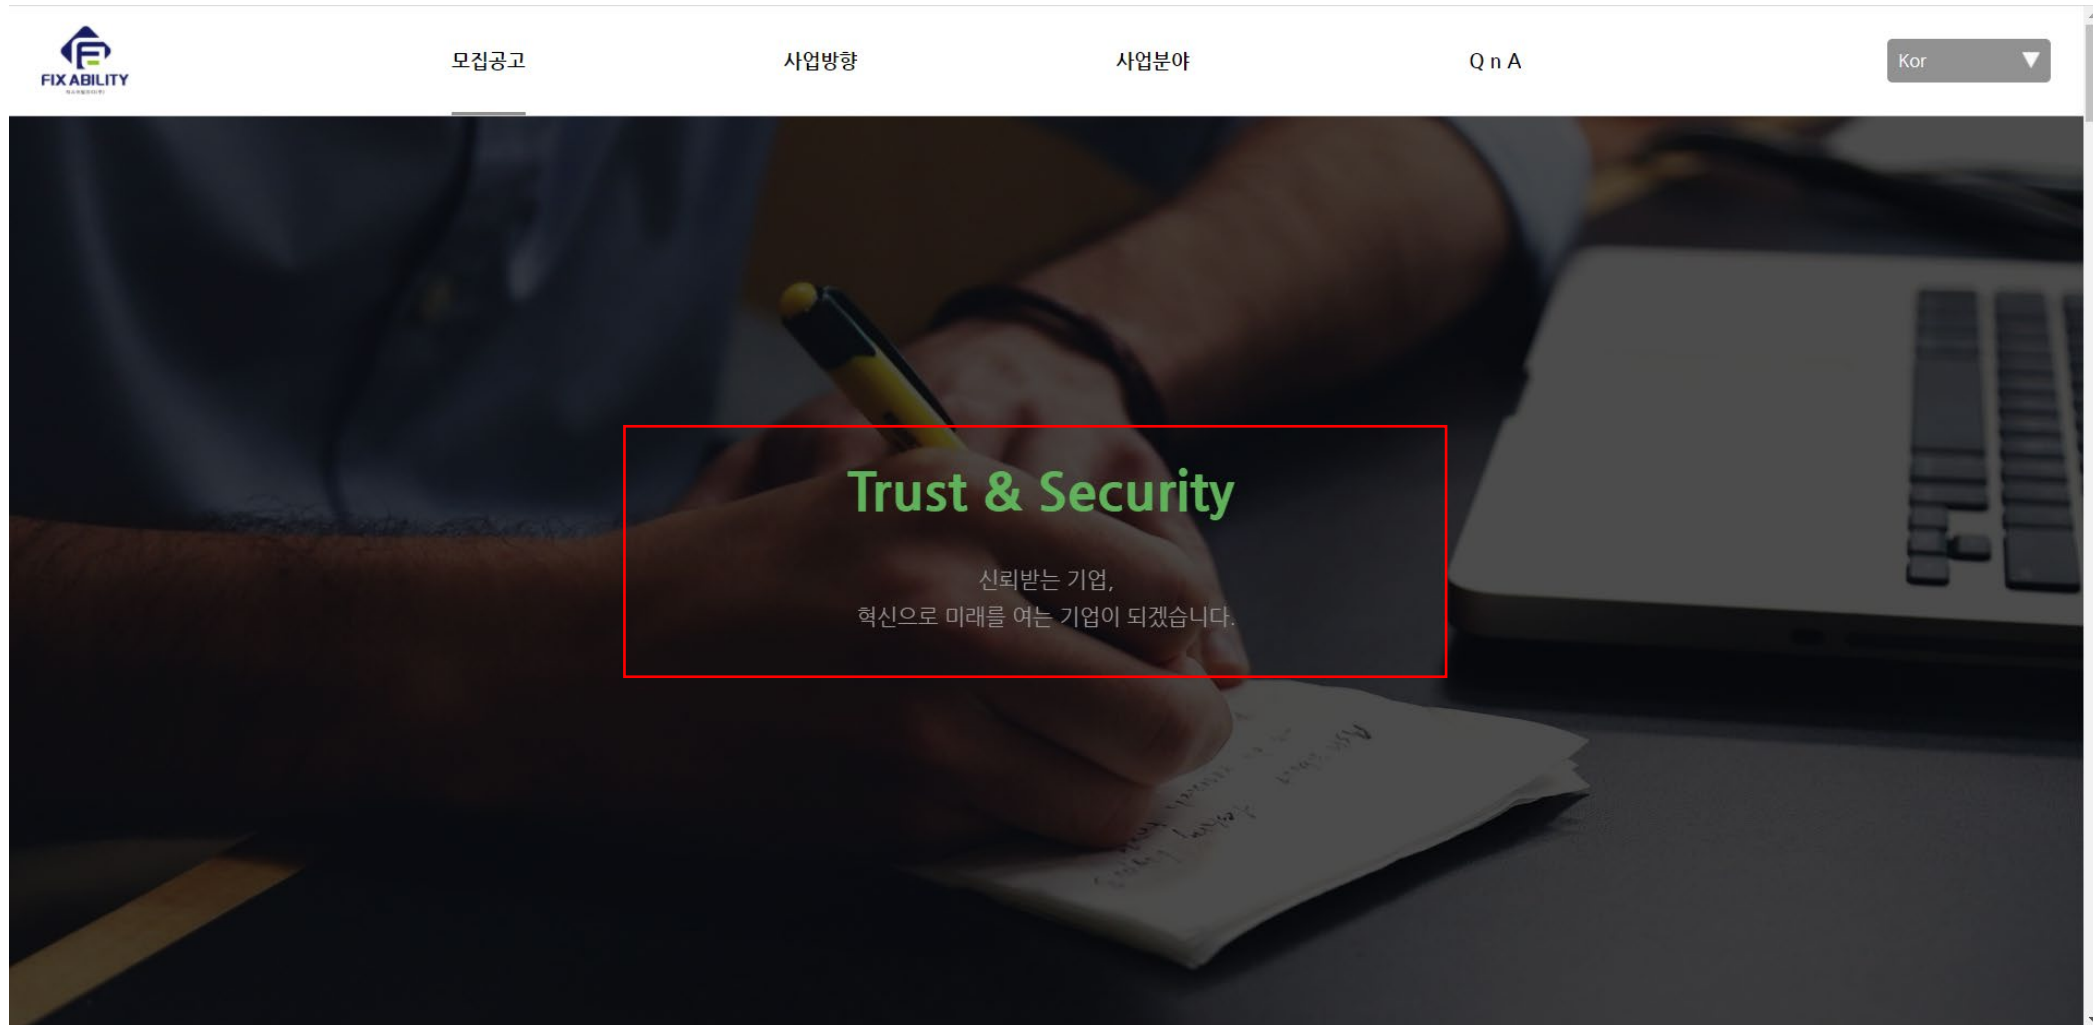 FIXABILITY
모집공고
사업방향
사업분야
Q n A
Kor
Trust & Security
신뢰받는 기업,
혁신으로 미래를 여는 기업이 되겠습니다.